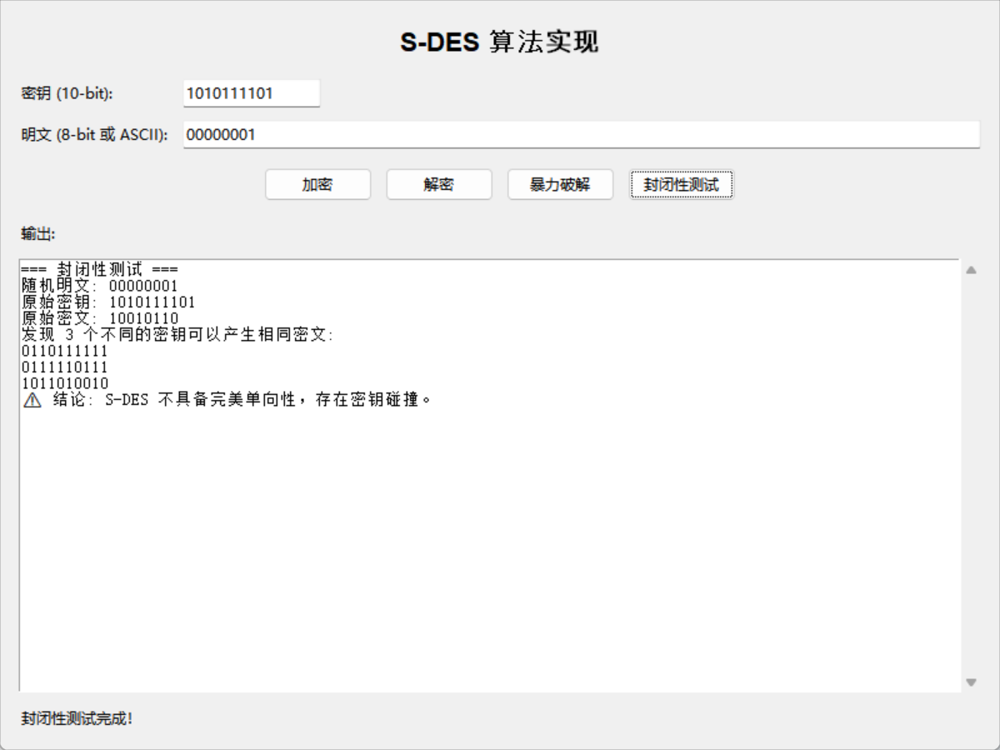 S-DES 算法实现
密钥 (10-bit): 1010111101
明文 (8-bit 或 ASCII): 00000001
加密 解密 暴力破解 封闭性测试
输出:
=== 封闭性测试 ===
随机明文: 00000001
原始密钥: 1010111101
原始密文: 10010110
发现 3 个不同的密钥可以产生相同密文:
0110111111
0111110111
1011010010
⚠ 结论: S-DES 不具备完美单向性，存在密钥碰撞。
封闭性测试完成!